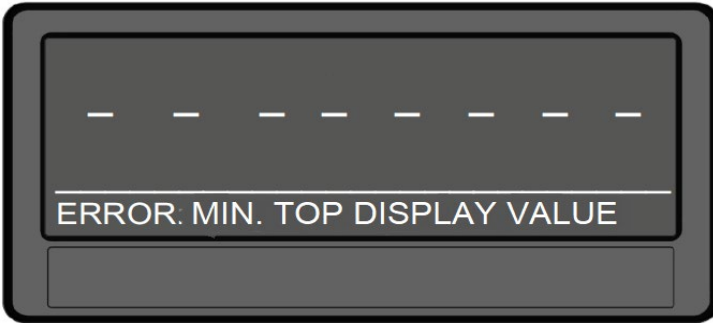 – – – – – – – –
ERROR: MIN. TOP DISPLAY VALUE